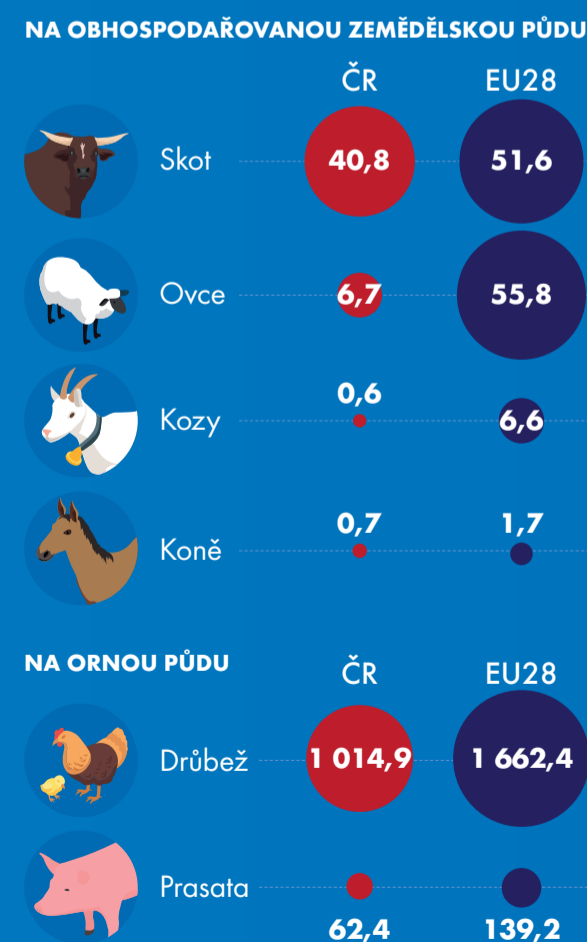 NA OBHOSPODAŘOVANOU ZEMĚDĚLSKOU PŮDU
ČR EU28
Skot 40,8 51,6
Ovce 6,7 55,8
Kozy 0,6 6,6
Koně 0,7 1,7
NA ORNOU PŮDU
ČR EU28
Drůbež 1 014,9 1 662,4
Prasata 62,4 139,2